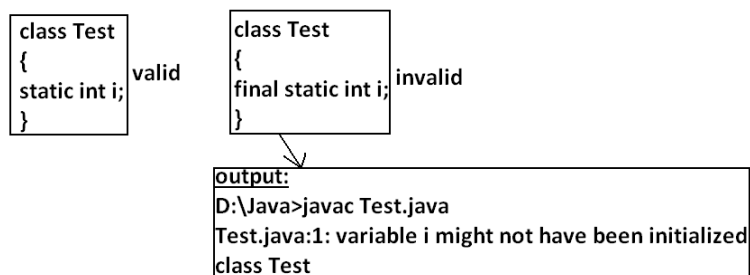 class Test
{
static int i;
}
valid
class Test
{
final static int i;
}
invalid
output:
D:\Java>javac Test.java
Test.java:1: variable i might not have been initialized
class Test